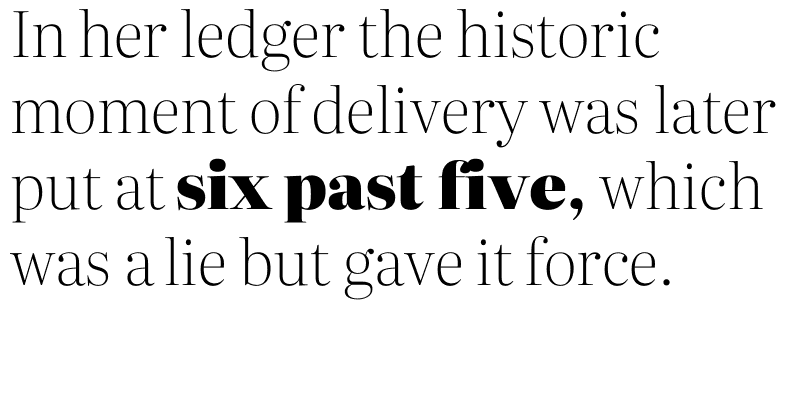 In her ledger the historic
moment of delivery was later
put at six past five, which
was a lie but gave it force.